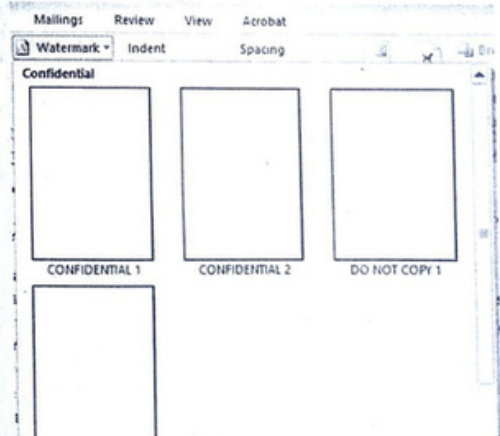 Mailings Review View Acrobat
Watermark Indent Spacing
Confidential
CONFIDENTIAL 1 CONFIDENTIAL 2 DO NOT COPY 1